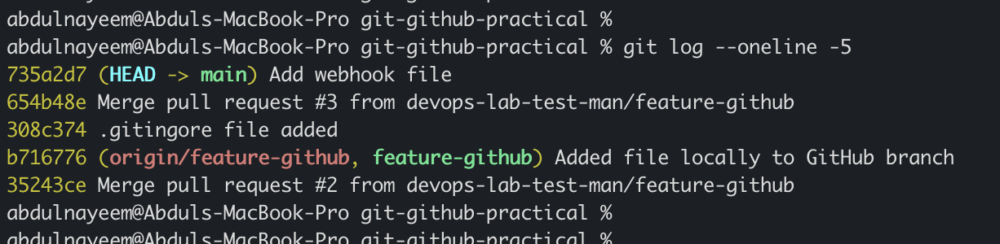 abdulnayeem@Abduls-MacBook-Pro git-github-practical %
abdulnayeem@Abduls-MacBook-Pro git-github-practical % git log --oneline -5
735a2d7 (HEAD -> main) Add webhook file
654b48e Merge pull request #3 from devops-lab-test-man/feature-github
308c374 .gitingore file added
b716776 (origin/feature-github, feature-github) Added file locally to GitHub branch
35243ce Merge pull request #2 from devops-lab-test-man/feature-github
abdulnayeem@Abduls-MacBook-Pro git-github-practical %
abdulnayeem@Abduls-MacBook-Pro git-github-practical %